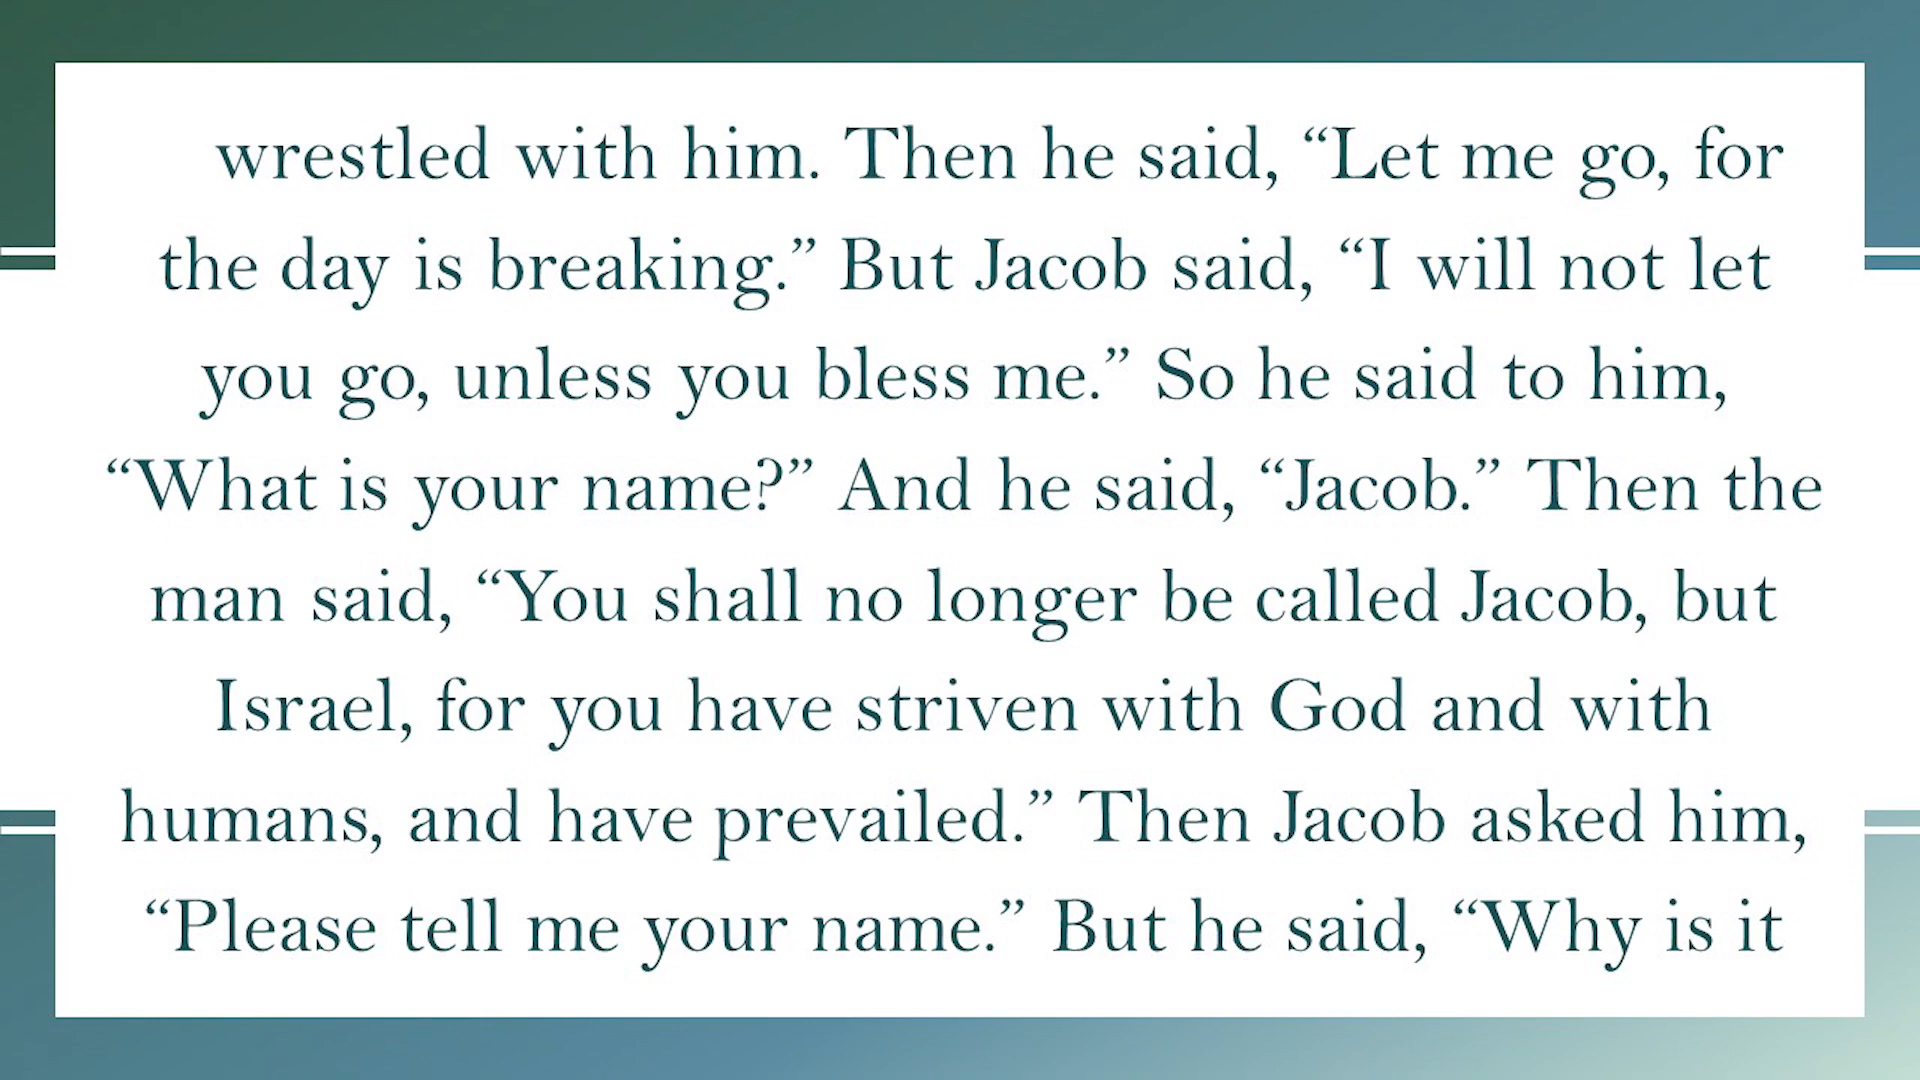 wrestled with him. Then he said, “Let me go, for
the day is breaking.” But Jacob said, “I will not let
you go, unless you bless me.” So he said to him,
“What is your name?” And he said, “Jacob.” Then the
man said, “You shall no longer be called Jacob, but
Israel, for you have striven with God and with
humans, and have prevailed.” Then Jacob asked him,
“Please tell me your name.” But he said, “Why is it